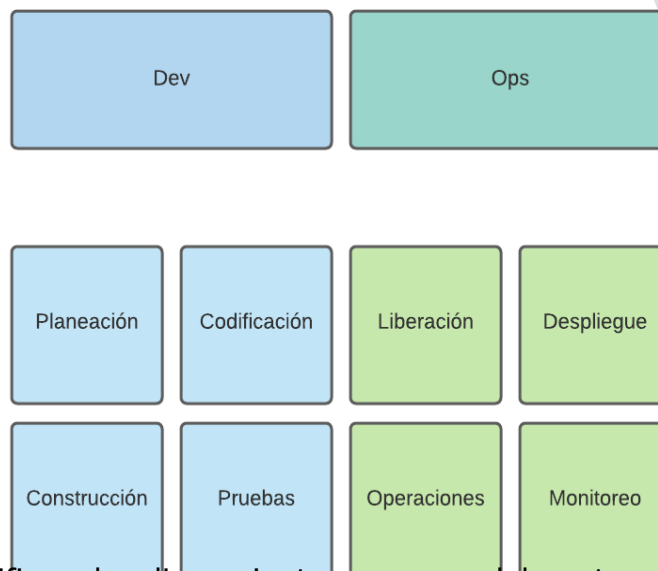 Dev
Ops
Planeación
Codificación
Liberación
Despliegue
Construcción
Pruebas
Operaciones
Monitoreo